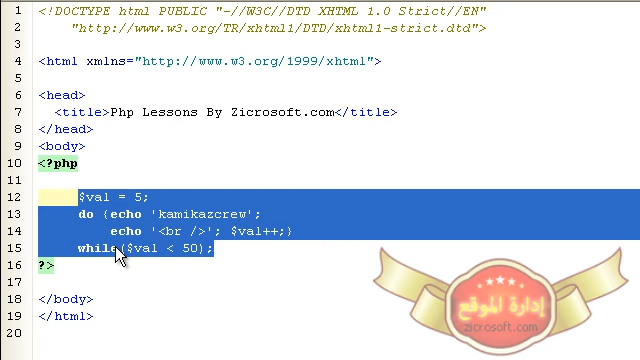 1 <!DOCTYPE html PUBLIC "-//W3C//DTD XHTML 1.0 Strict//EN"
2 "http://www.w3.org/TR/xhtml1/DTD/xhtml1-strict.dtd">
3
4 <html xmlns="http://www.w3.org/1999/xhtml">
5
6 <head>
7 <title>Php Lessons By Zicrosoft.com</title>
8 </head>
9 <body>
10 <?php
11
12 $val = 5;
13 do {echo 'kamikazcrew';
14 echo '<br />'; $val++;}
15 while($val < 50);
16 ?>
17
18 </body>
19 </html>
20
إدارة الموقع
zicrosoft.com